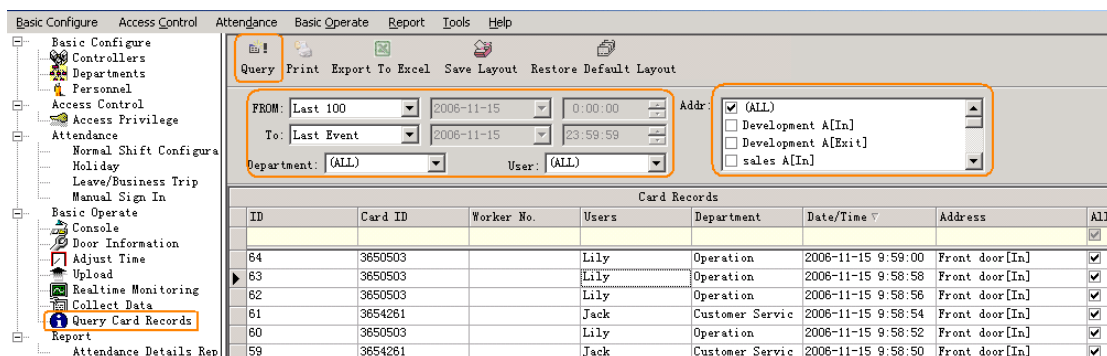 Basic Configure Access Control Attendance Basic Operate Report Tools Help
Basic Configure
Controllers
Departments
Personnel
Access Control
Access Privilege
Attendance
Normal Shift Configura
Holiday
Leave/Business Trip
Manual Sign In
Basic Operate
Console
Door Information
Adjust Time
Upload
Realtime Monitoring
Collect Data
Query Card Records
Report
Attendance Details Rep
Query Print Export To Excel Save Layout Restore Default Layout
FROM: Last 100 2006-11-15 0:00:00
To: Last Event 2006-11-15 23:59:59
Department: (ALL) User: (ALL)
Addr: (ALL)
Development A[In]
Development A[Exit]
sales A[In]
Card Records
ID Card ID Worker No. Users Department Date/Time Address All
64 3650503 Lily Operation 2006-11-15 9:59:00 Front door[In]
63 3650503 Lily Operation 2006-11-15 9:58:58 Front door[In]
62 3650503 Lily Operation 2006-11-15 9:58:56 Front door[In]
61 3654261 Jack Customer Servic 2006-11-15 9:58:54 Front door[In]
60 3650503 Lily Operation 2006-11-15 9:58:52 Front door[In]
59 3654261 Jack Customer Servic 2006-11-15 9:58:50 Front door[In]